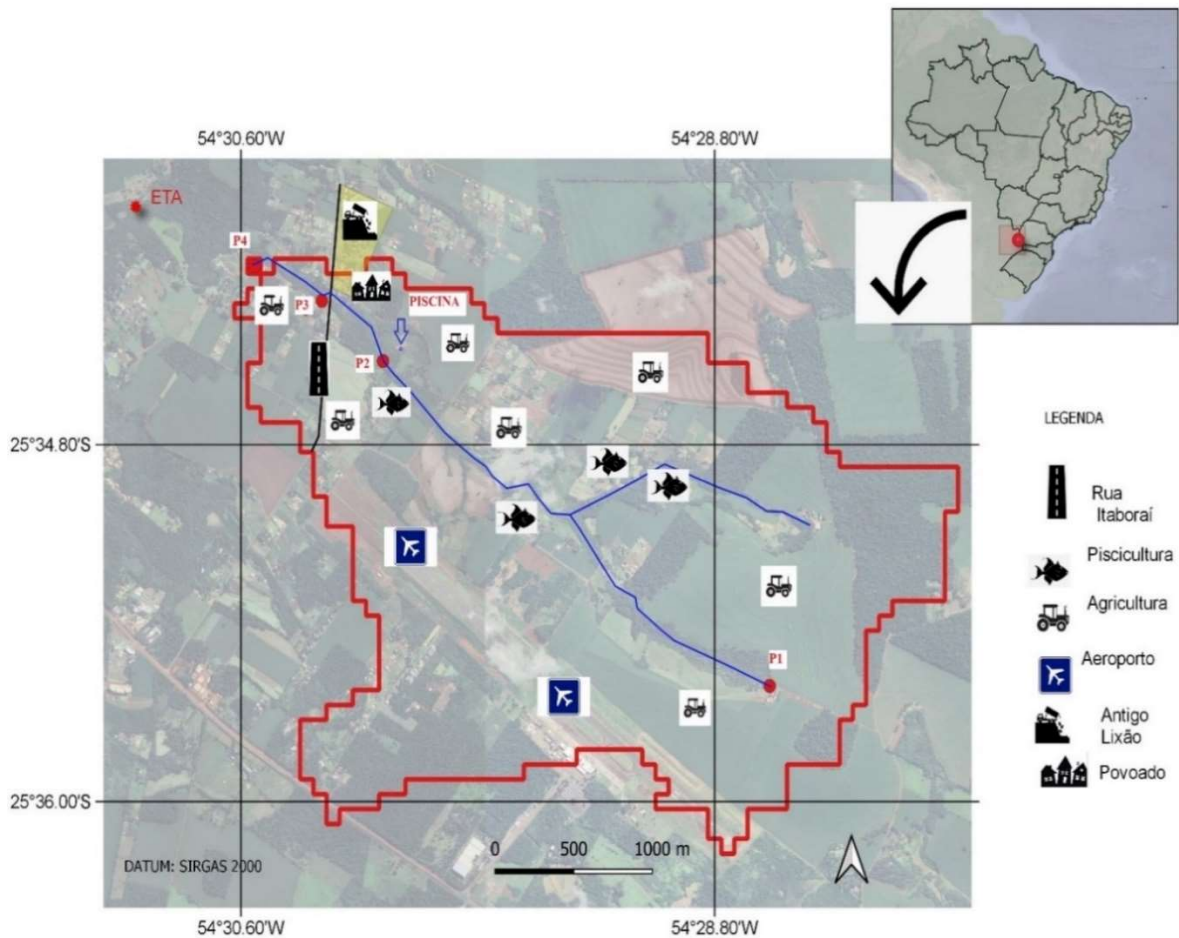 54°30.60'W
54°28.80'W
ETA
P4
P3
PISCINA
P2
25°34.80'S
P1
25°36.00'S
0 500 1000 m
DATUM: SIRGAS 2000
54°30.60'W
54°28.80'W
LEGENDA
Rua
Itaboraí
Piscicultura
Agricultura
Aeroporto
Antigo
Lixão
Povoado